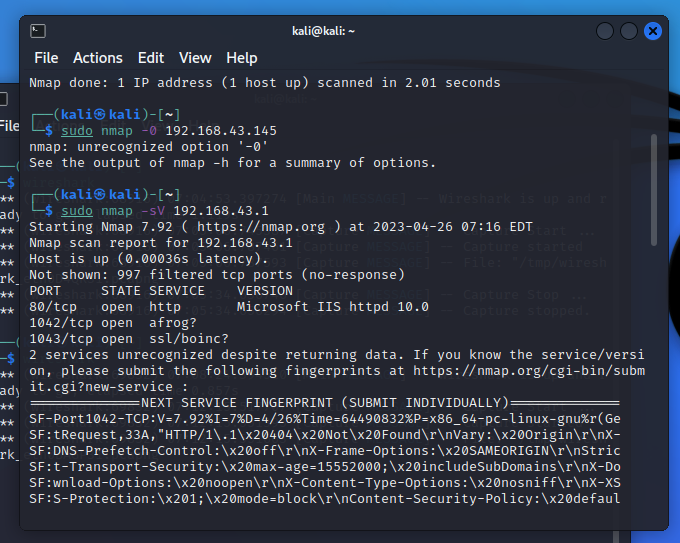 kali@kali: ~
File Actions Edit View Help
Nmap done: 1 IP address (1 host up) scanned in 2.01 seconds
┌──(kali㉿kali)-[~]
└─$ sudo nmap -0 192.168.43.145
nmap: unrecognized option '-0'
See the output of nmap -h for a summary of options.
┌──(kali㉿kali)-[~]
└─$ sudo nmap -sV 192.168.43.1
Starting Nmap 7.92 ( https://nmap.org ) at 2023-04-26 07:16 EDT
Nmap scan report for 192.168.43.1
Host is up (0.00036s latency).
Not shown: 997 filtered tcp ports (no-response)
PORT     STATE SERVICE    VERSION
80/tcp   open  http       Microsoft IIS httpd 10.0
1042/tcp open  afrog?
1043/tcp open  ssl/boinc?
2 services unrecognized despite returning data. If you know the service/versi
on, please submit the following fingerprints at https://nmap.org/cgi-bin/subm
it.cgi?new-service :
==============NEXT SERVICE FINGERPRINT (SUBMIT INDIVIDUALLY)==============
SF-Port1042-TCP:V=7.92%I=7%D=4/26%Time=64490832%P=x86_64-pc-linux-gnu%r(Ge
SF:tRequest,33A,"HTTP/1\.1\x20404\x20Not\x20Found\r\nVary:\x20Origin\r\nX-
SF:DNS-Prefetch-Control:\x20off\r\nX-Frame-Options:\x20SAMEORIGIN\r\nStric
SF:t-Transport-Security:\x20max-age=15552000;\x20includeSubDomains\r\nX-Do
SF:wnload-Options:\x20noopen\r\nX-Content-Type-Options:\x20nosniff\r\nX-XS
SF:S-Protection:\x201;\x20mode=block\r\nContent-Security-Policy:\x20defaul